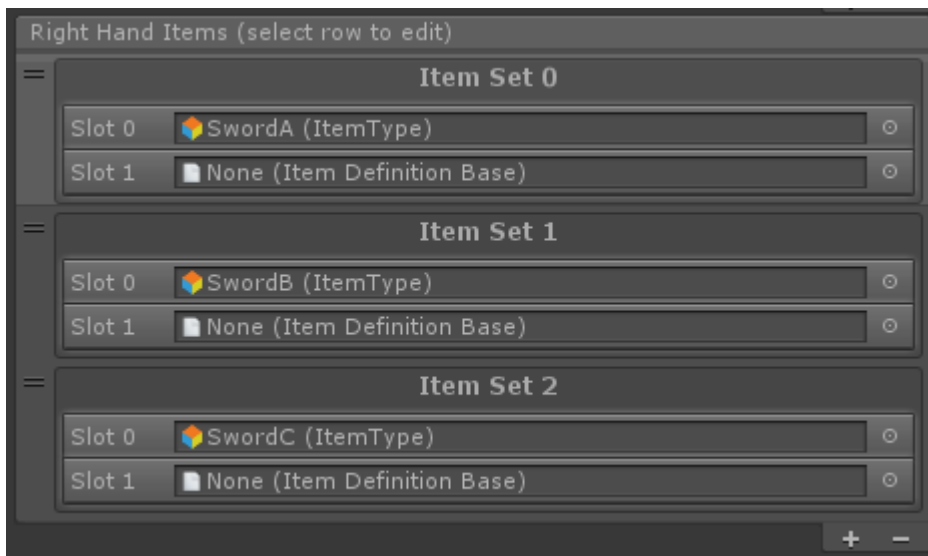 Right Hand Items (select row to edit)
Item Set 0
Slot 0 SwordA (ItemType)
Slot 1 None (Item Definition Base)
Item Set 1
Slot 0 SwordB (ItemType)
Slot 1 None (Item Definition Base)
Item Set 2
Slot 0 SwordC (ItemType)
Slot 1 None (Item Definition Base)
+ −